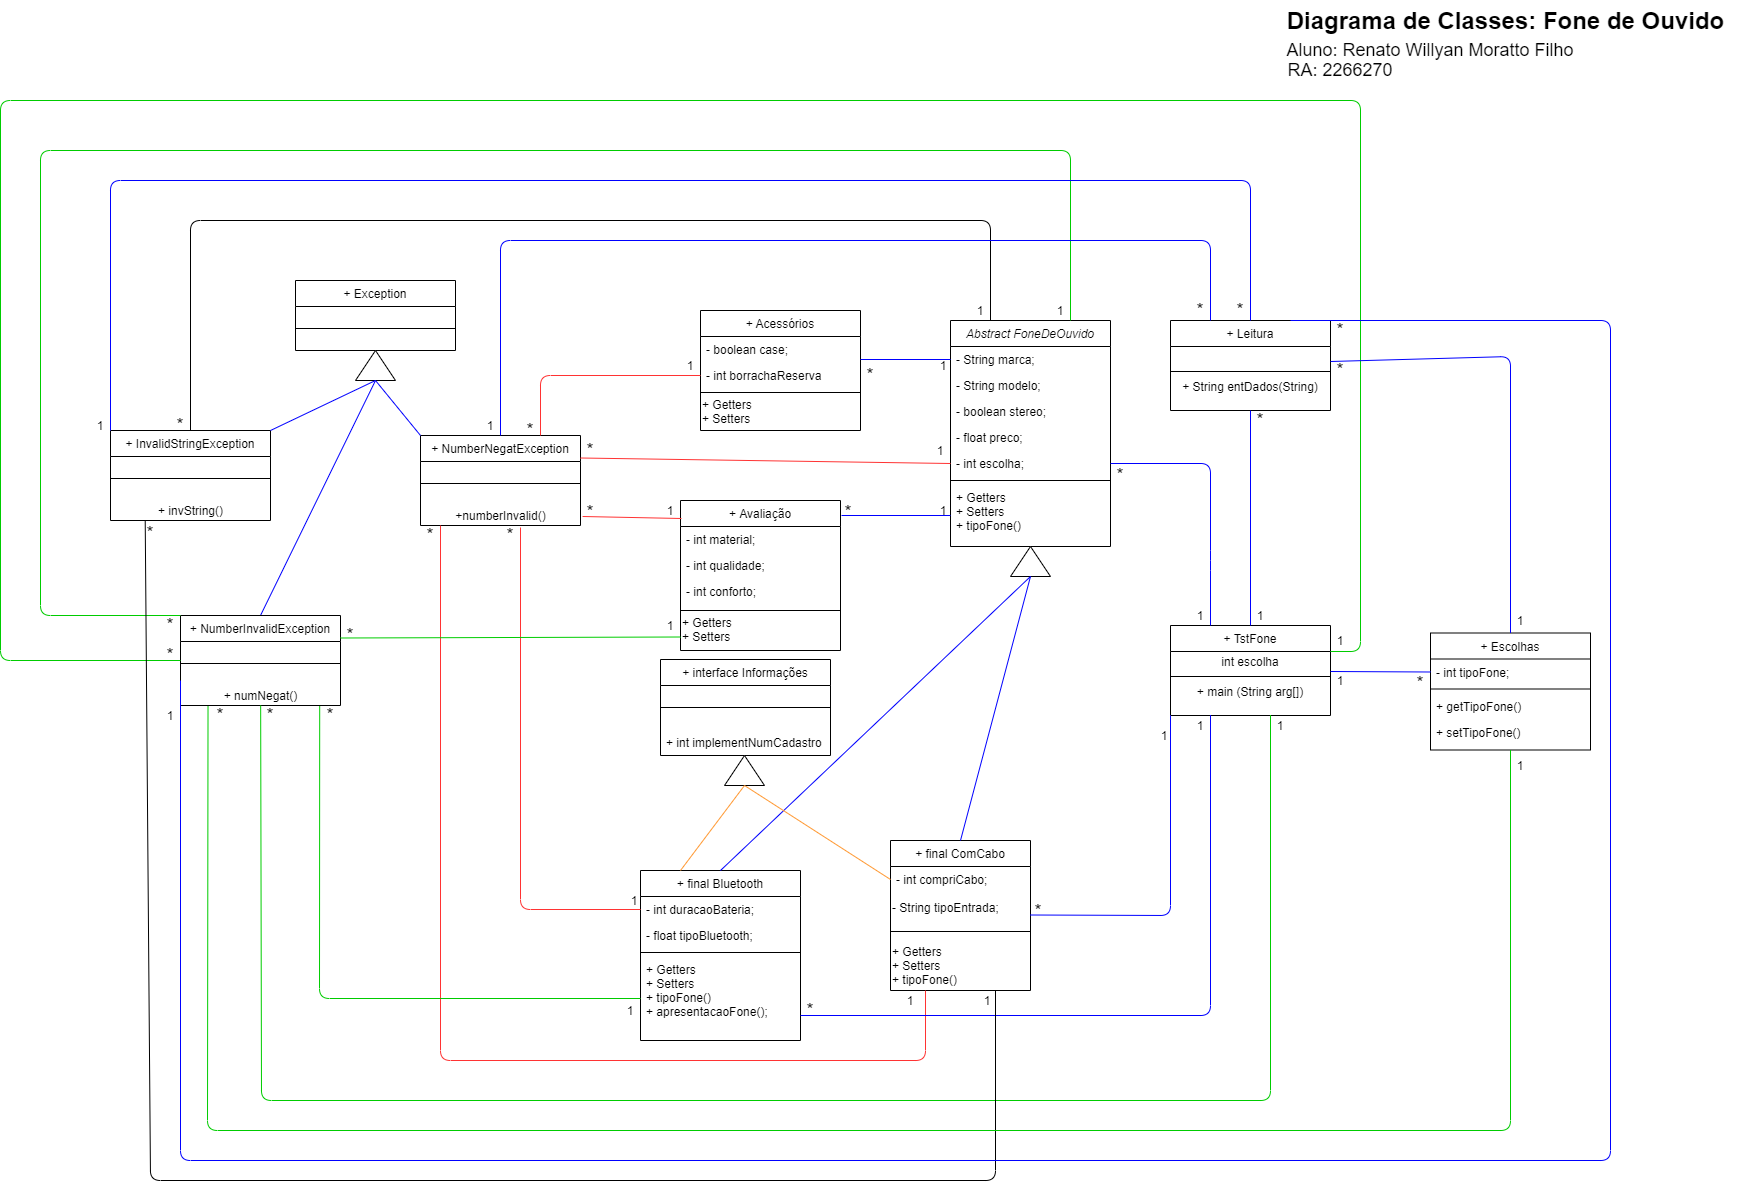 Diagrama de Classes: Fone de Ouvido
Aluno: Renato Willyan Moratto Filho
RA: 2266270
+ Exception
+ InvalidStringException
+ invString()
+ NumberNegatException
+numberInvalid()
+ NumberInvalidException
+ numNegat()
+ Acessórios
- boolean case;
- int borrachaReserva
+ Getters
+ Setters
+ Avaliação
- int material;
- int qualidade;
- int conforto;
+ Getters
+ Setters
+ interface Informações
+ int implementNumCadastro
Abstract FoneDeOuvido
- String marca;
- String modelo;
- boolean stereo;
- float preco;
- int escolha;
+ Getters
+ Setters
+ tipoFone()
+ Leitura
+ String entDados(String)
+ TstFone
int escolha
+ main (String arg[])
+ Escolhas
- int tipoFone;
+ getTipoFone()
+ setTipoFone()
+ final Bluetooth
- int duracaoBateria;
- float tipoBluetooth;
+ Getters
+ Setters
+ tipoFone()
+ apresentacaoFone();
+ final ComCabo
- int compriCabo;
- String tipoEntrada;
+ Getters
+ Setters
+ tipoFone()
1
*
1
*
1
*
1
1
*
*
*
*
*
1
1
*
*
1
*
1
*
*
*
1
*
1
*
*
1
*
*
1
*
*
*
1
1
1
1
*
1
1
1
1
1
1
1
*
*
1
1